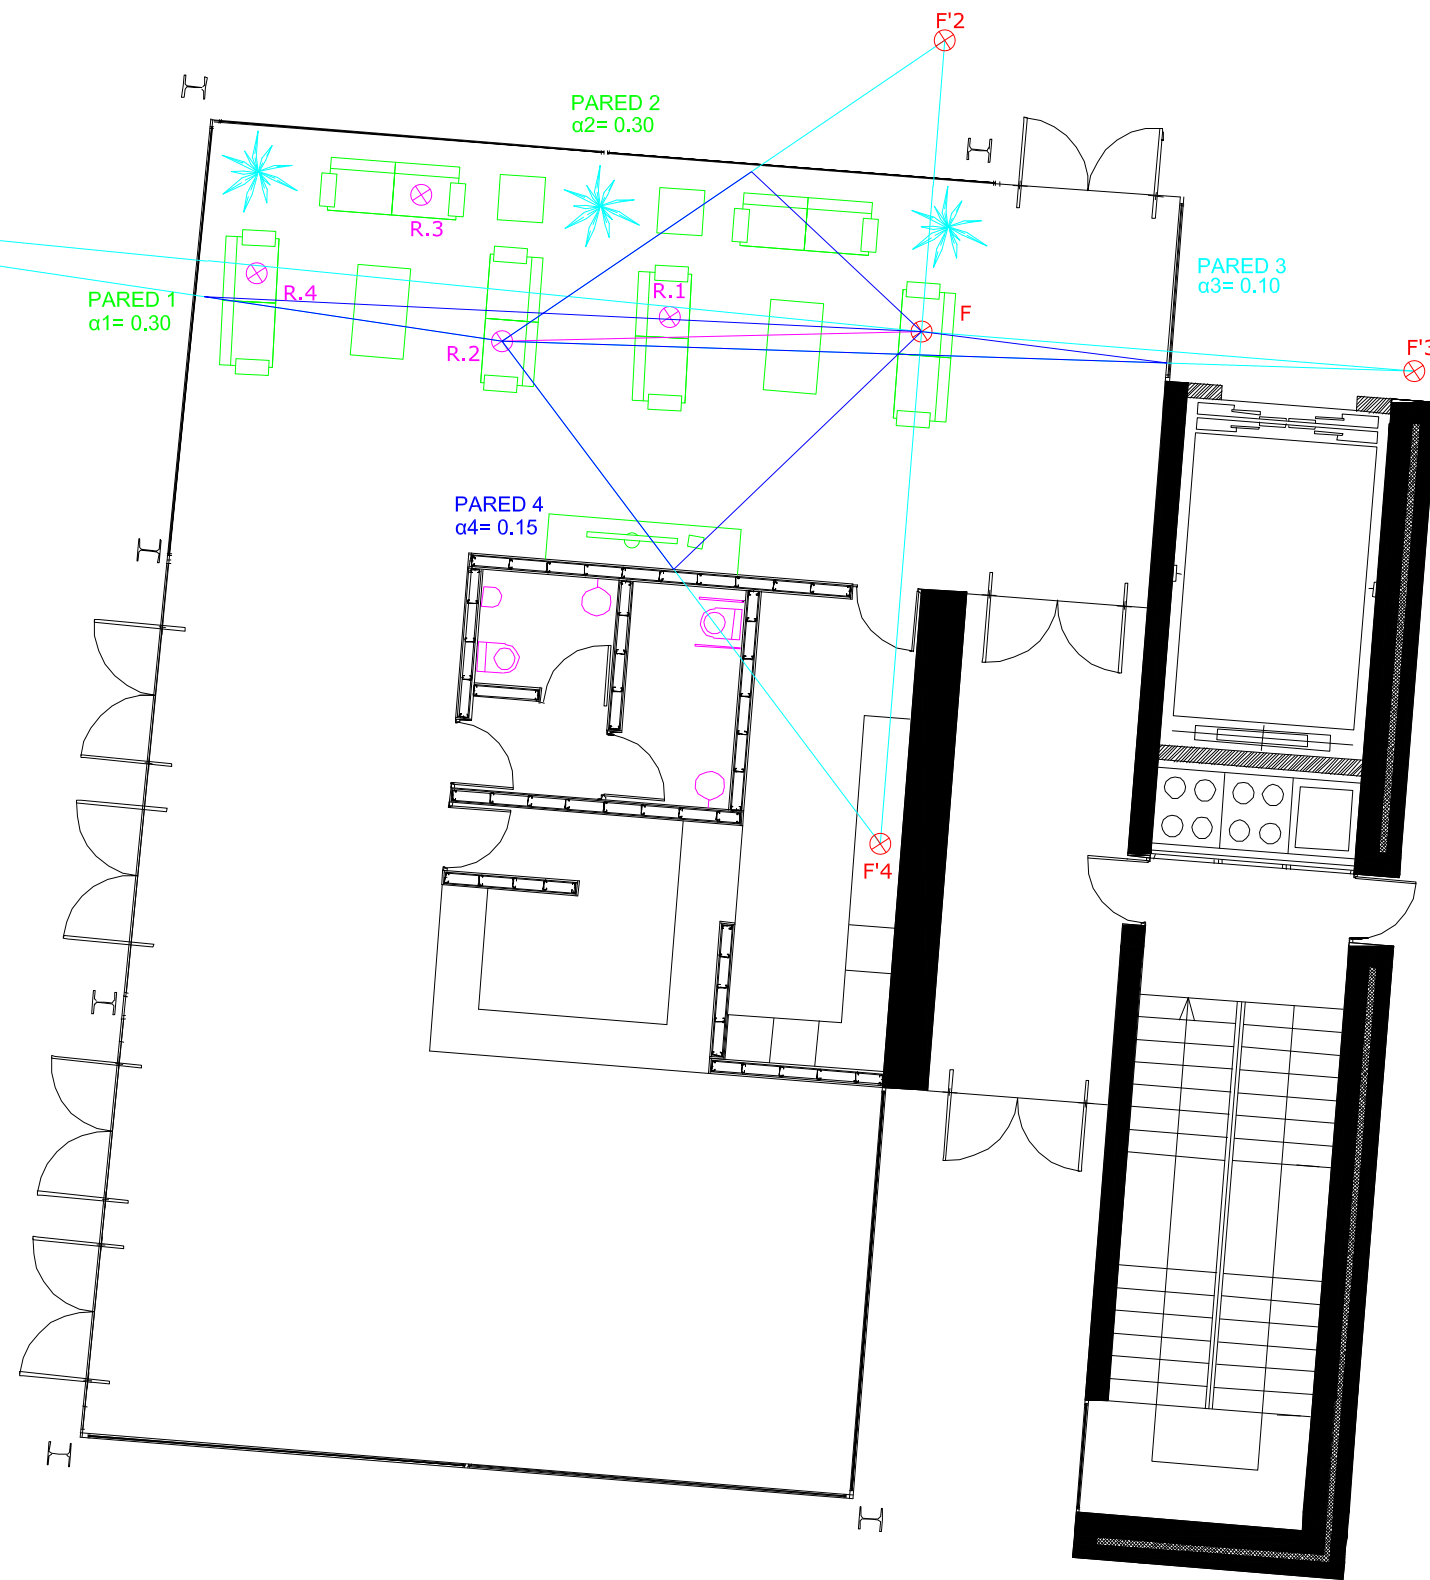 F'2
PARED 2
α2= 0.30
R.3
PARED 3
α3= 0.10
R.4
R.1
PARED 1
α1= 0.30
F
R.2
F'3
PARED 4
α4= 0.15
F'4